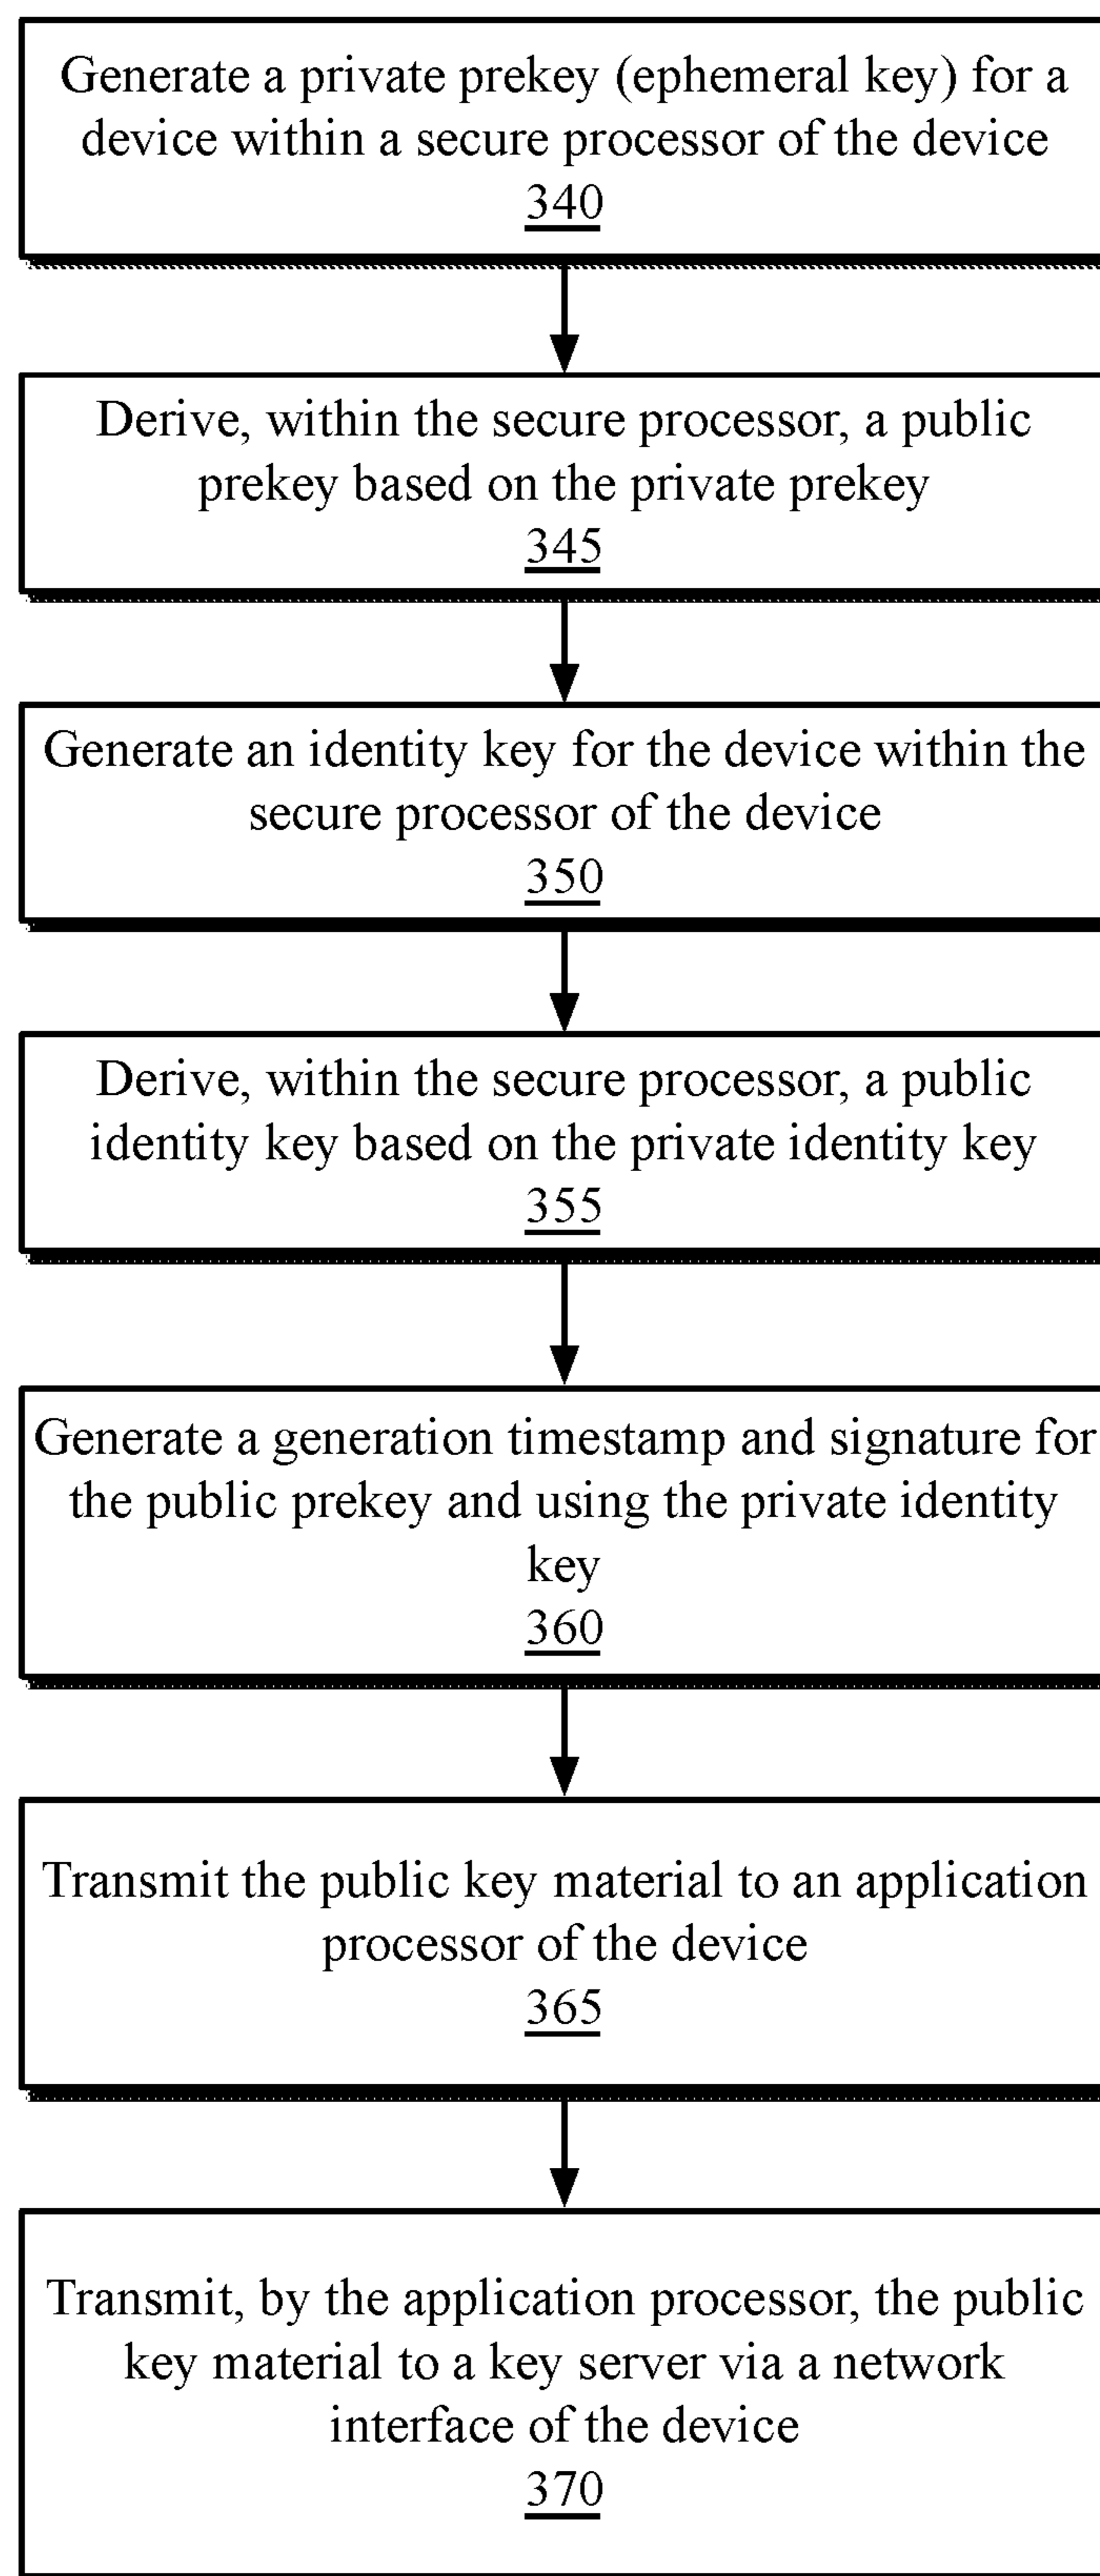 Generate a private prekey (ephemeral key) for a
device within a secure processor of the device
340
Derive, within the secure processor, a public
prekey based on the private prekey
345
Generate an identity key for the device within the
secure processor of the device
350
Derive, within the secure processor, a public
identity key based on the private identity key
355
Generate a generation timestamp and signature for
the public prekey and using the private identity
key
360
Transmit the public key material to an application
processor of the device
365
Transmit, by the application processor, the public
key material to a key server via a network
interface of the device
370